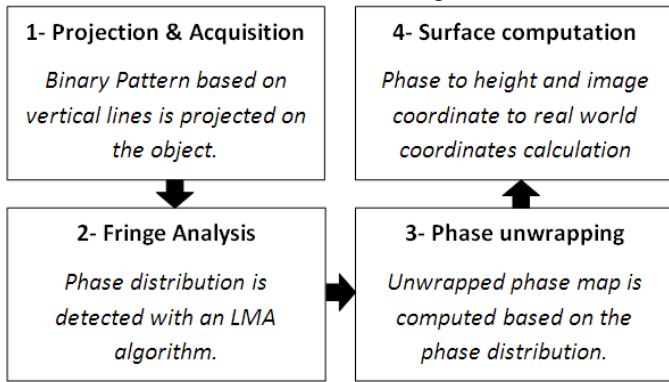 1- Projection & Acquisition
Binary Pattern based on
vertical lines is projected on
the object.
2- Fringe Analysis
Phase distribution is
detected with an LMA
algorithm.
3- Phase unwrapping
Unwrapped phase map is
computed based on the
phase distribution.
4- Surface computation
Phase to height and image
coordinate to real world
coordinates calculation